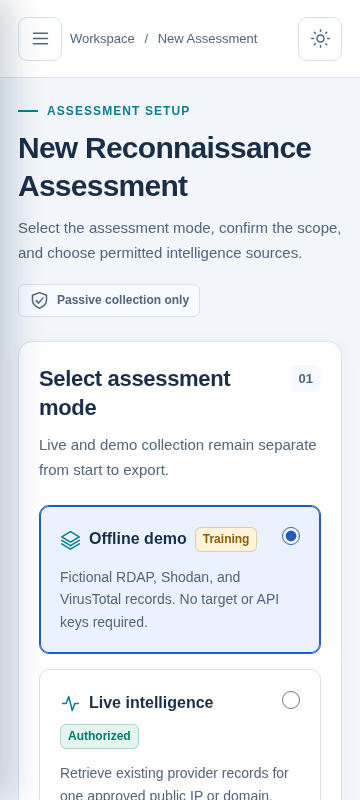 Workspace / New Assessment
ASSESSMENT SETUP
New Reconnaissance
Assessment
Select the assessment mode, confirm the scope,
and choose permitted intelligence sources.
Passive collection only
Select assessment
mode
01
Live and demo collection remain separate
from start to export.
Offline demo Training
Fictional RDAP, Shodan, and
VirusTotal records. No target or API
keys required.
Live intelligence
Authorized
Retrieve existing provider records for
one approved public IP or domain.